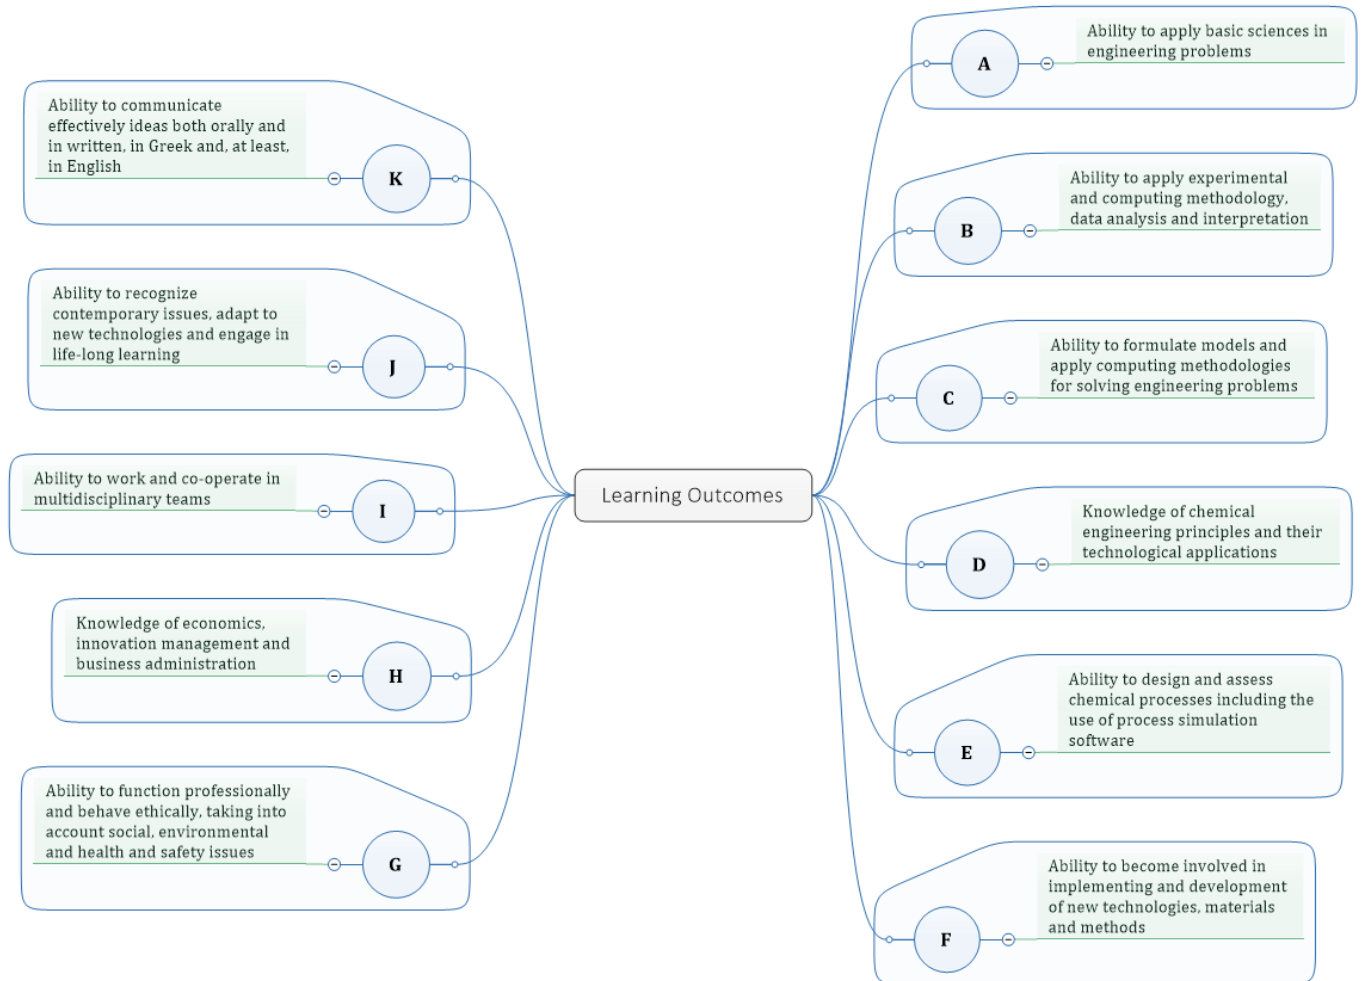 Learning Outcomes
A
Ability to apply basic sciences in
engineering problems
B
Ability to apply experimental
and computing methodology,
data analysis and interpretation
C
Ability to formulate models and
apply computing methodologies
for solving engineering problems
D
Knowledge of chemical
engineering principles and their
technological applications
E
Ability to design and assess
chemical processes including the
use of process simulation
software
F
Ability to become involved in
implementing and development
of new technologies, materials
and methods
G
Ability to function professionally
and behave ethically, taking into
account social, environmental
and health and safety issues
H
Knowledge of economics,
innovation management and
business administration
I
Ability to work and co-operate in
multidisciplinary teams
J
Ability to recognize
contemporary issues, adapt to
new technologies and engage in
life-long learning
K
Ability to communicate
effectively ideas both orally and
in written, in Greek and, at least,
in English